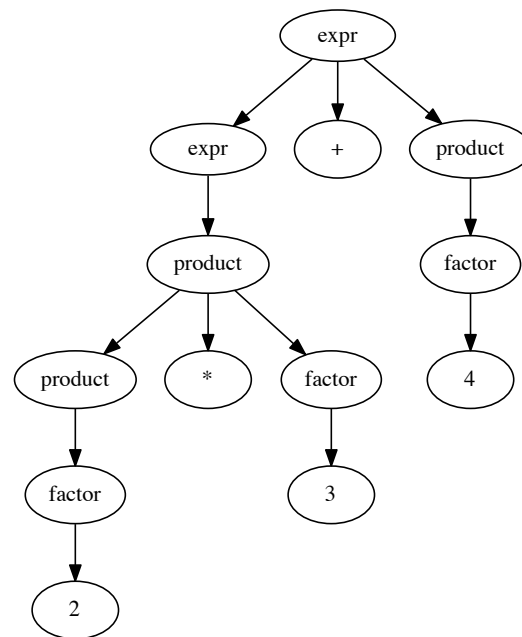 expr
expr + product
product factor
product * factor 4
factor 3
2